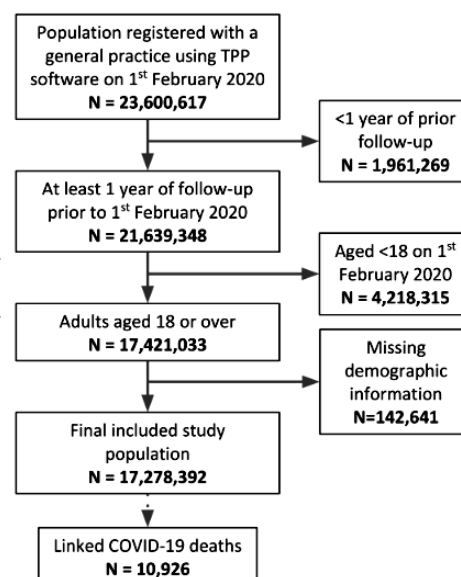 Population registered with a
general practice using TPP
software on 1st February 2020
N = 23,600,617
<1 year of prior
follow-up
N = 1,961,269
At least 1 year of follow-up
prior to 1st February 2020
N = 21,639,348
Aged <18 on 1st
February 2020
N = 4,218,315
Adults aged 18 or over
N = 17,421,033
Missing
demographic
information
N=142,641
Final included study
population
N = 17,278,392
Linked COVID-19 deaths
N = 10,926